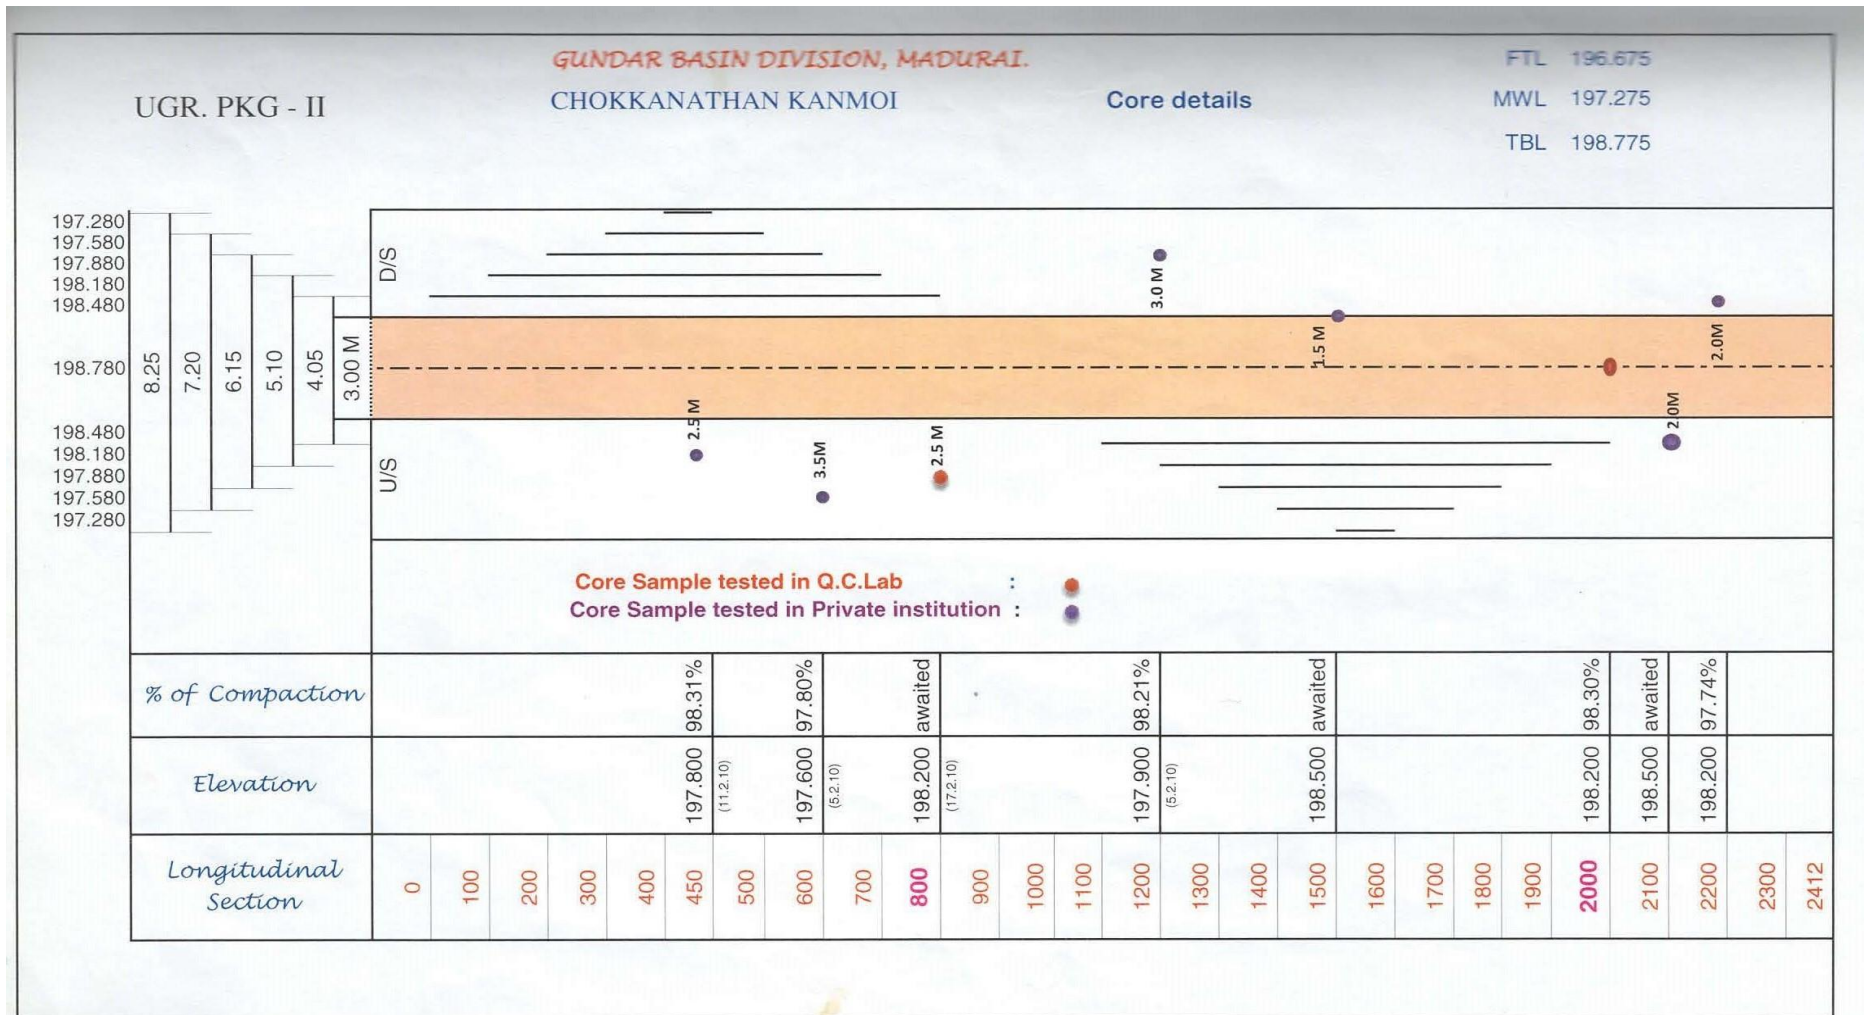 GUNDAR BASIN DIVISION, MADURAI.
UGR. PKG - II
CHOKKANATHAN KANMOI
Core details
FTL 196.675
MWL 197.275
TBL 198.775
197.280
197.580
197.880
198.180
198.480
198.780
198.480
198.180
197.880
197.580
197.280
8.25
7.20
6.15
5.10
4.05
3.00 M
D/S
U/S
2.5 M
3.5M
2.5 M
3.0 M
1.5 M
2.0M
2.0M
Core Sample tested in Q.C.Lab :
Core Sample tested in Private institution :
% of Compaction
98.31%
97.80%
awaited
98.21%
awaited
98.30%
awaited
97.74%
Elevation
197.800
(11.2.10)
197.600
(5.2.10)
198.200
(17.2.10)
197.900
(5.2.10)
198.500
198.200
198.500
198.200
Longitudinal
Section
0
100
200
300
400
450
500
600
700
800
900
1000
1100
1200
1300
1400
1500
1600
1700
1800
1900
2000
2100
2200
2300
2412